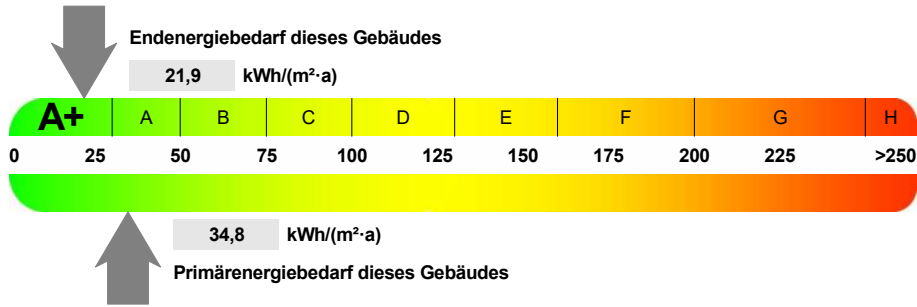 Endenergiebedarf dieses Gebäudes
21,9 kWh/(m²·a)
A+ A B C D E F G H
0 25 50 75 100 125 150 175 200 225 >250
34,8 kWh/(m²·a)
Primärenergiebedarf dieses Gebäudes